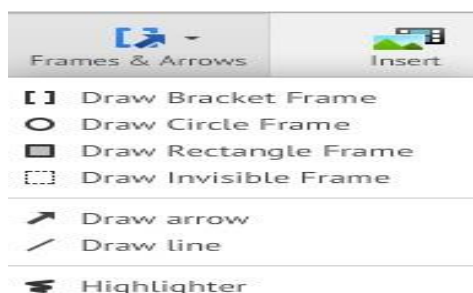 Frames & Arrows Insert
Draw Bracket Frame
Draw Circle Frame
Draw Rectangle Frame
Draw Invisible Frame
Draw arrow
Draw line
Highlighter